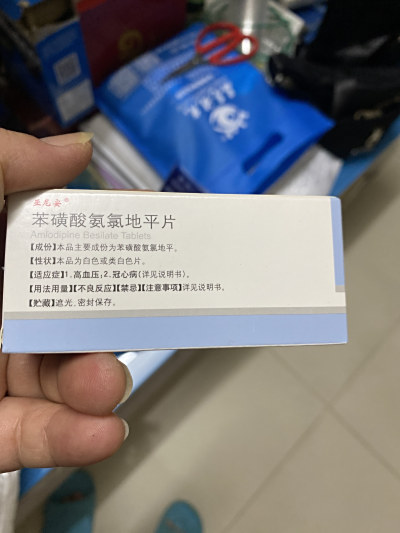 亚尼安®
苯磺酸氨氯地平片
Amlodipine Besilate Tablets
【成份】本品主要成份为苯磺酸氨氯地平。
【性状】本品为白色或类白色片。
【适应症】1.高血压;2.冠心病(详见说明书)。
【用法用量】【不良反应】【禁忌】【注意事项】详见说明书。
【贮藏】遮光,密封保存。